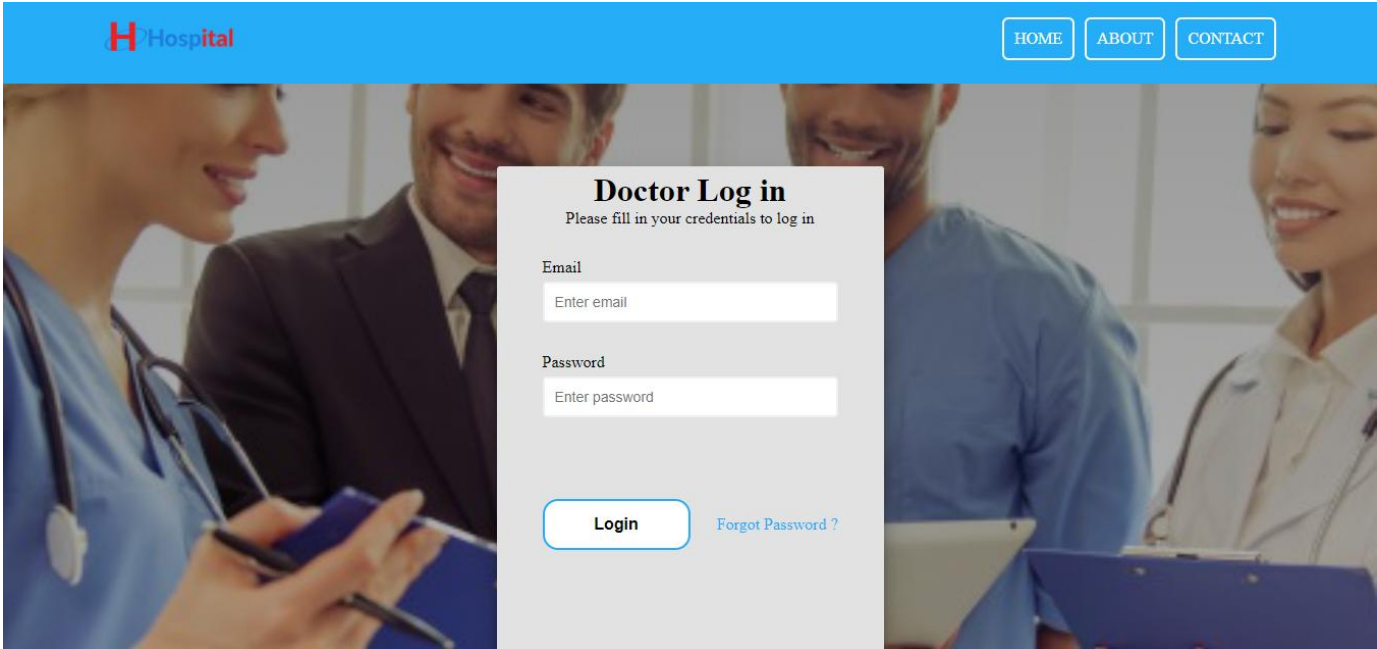 HHospital
HOME ABOUT CONTACT
Doctor Log in
Please fill in your credentials to log in
Email
Enter email
Password
Enter password
Login Forgot Password ?